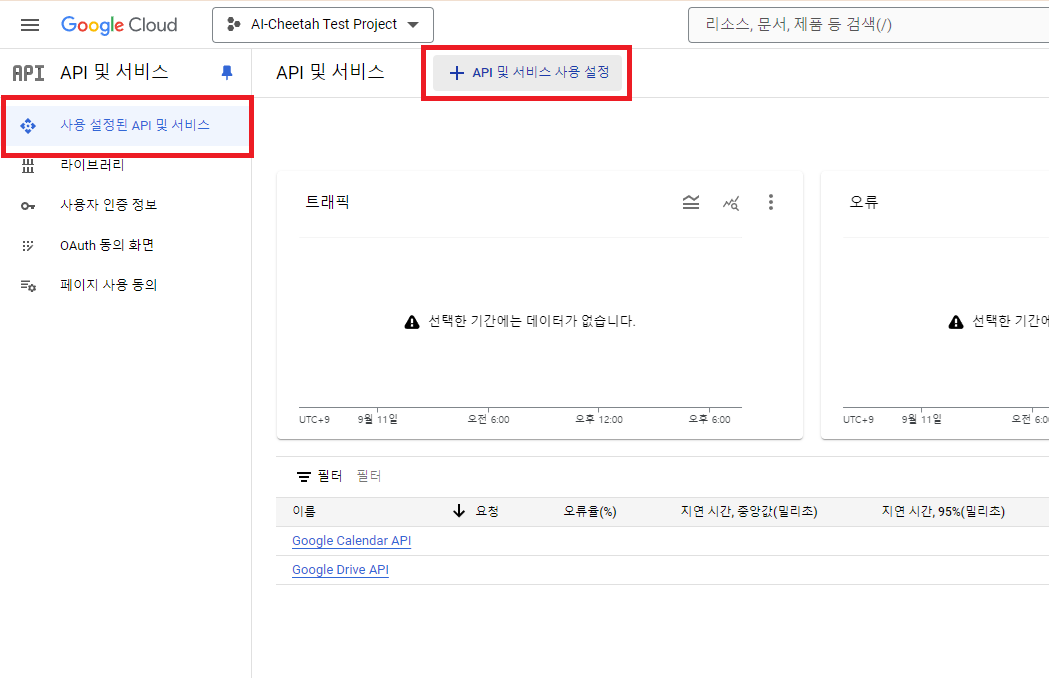 Google Cloud
AI-Cheetah Test Project
리소스, 문서, 제품 등 검색(/)
API API 및 서비스
API 및 서비스
API 및 서비스 사용 설정
사용 설정된 API 및 서비스
라이브러리
사용자 인증 정보
OAuth 동의 화면
페이지 사용 동의
트래픽
선택한 기간에는 데이터가 없습니다.
UTC+9 9월 11일 오전 6:00 오후 12:00 오후 6:00
오류
선택한 기간에
UTC+9 9월 11일 오전 6:00
필터 필터
이름 요청 오류율(%) 지연 시간, 중앙값(밀리초) 지연 시간, 95%(밀리초)
Google Calendar API
Google Drive API